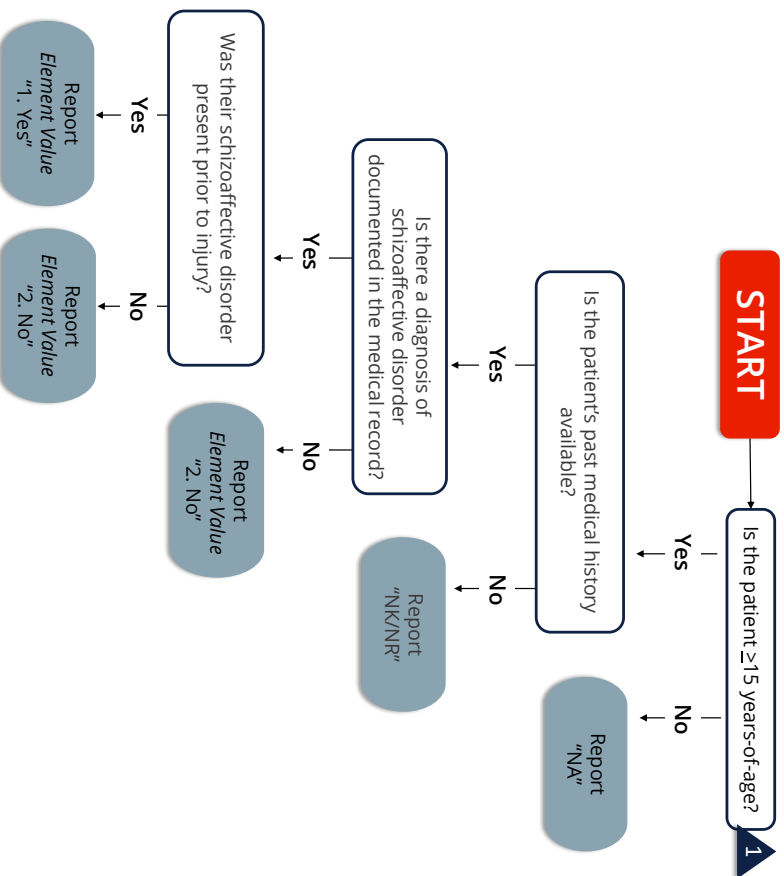 START
Is the patient ≥15 years-of-age?
1
Yes
No
Report
“NA”
Is the patient’s past medical history
available?
Yes
No
Report
“NK/NR”
Is there a diagnosis of
schizoaffective disorder
documented in the medical record?
Yes
No
Report
Element Value
“2. No”
Was their schizoaffective disorder
present prior to injury?
Yes
No
Report
Element Value
“1. Yes”
Report
Element Value
“2. No”